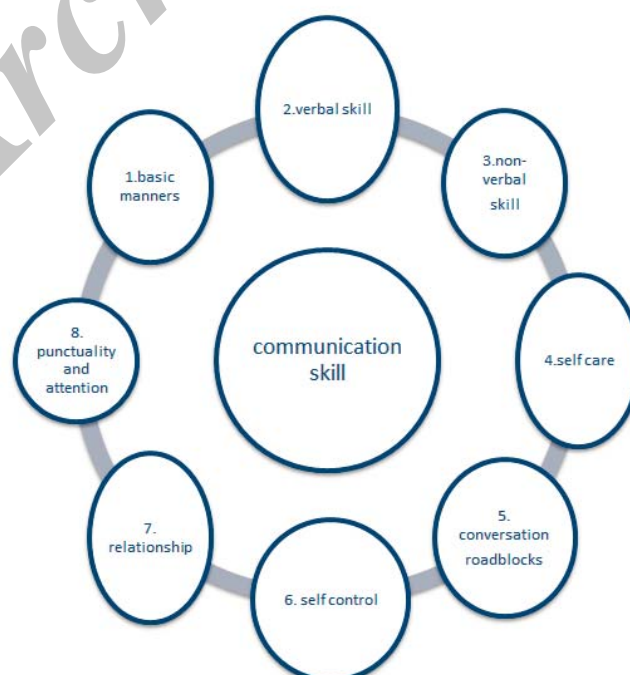 2.verbal skill
3.non-
verbal
skill
1.basic
manners
communication
skill
8.
punctuality
and
attention
4.self care
5.
conversation
roadblocks
7.
relationship
6. self control